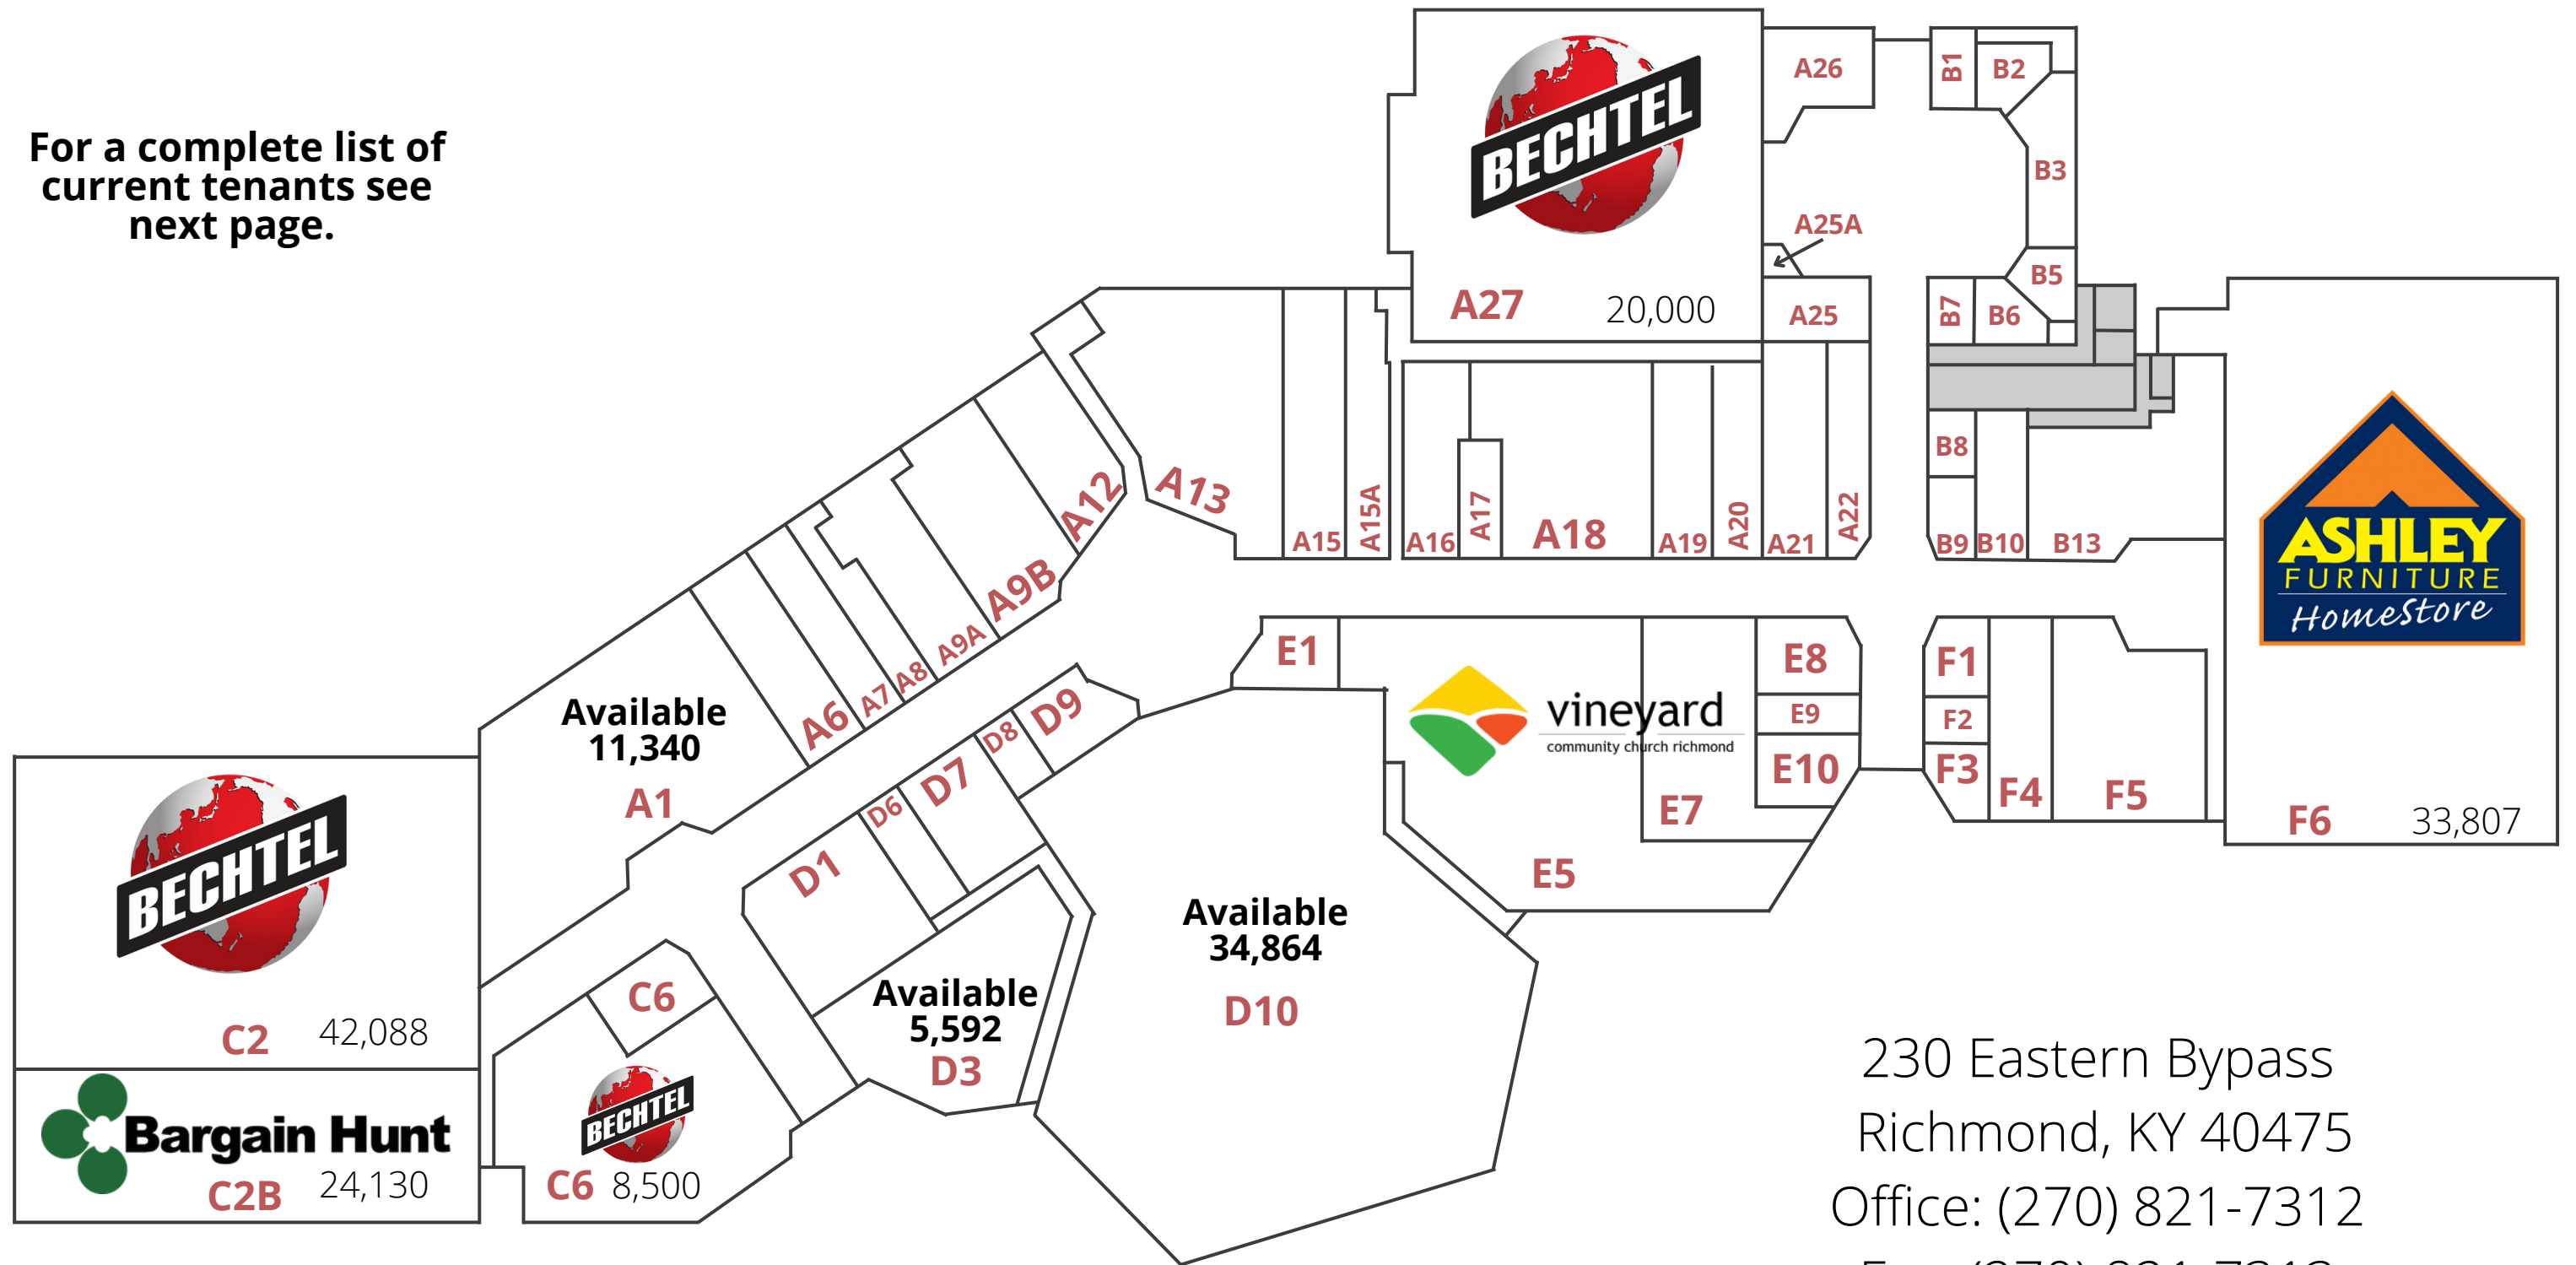 For a complete list of
current tenants see
next page.
BECHTEL
A27 20,000
A26
A25A
A25
B1
B2
B3
B5
B6
B7
B8
B9
B10
B13
A12
A13
A15
A15A
A16
A17
A18
A19
A20
A21
A22
Available
11,340
A1
A6
A7
A8
A9A
A9B
ASHLEY
FURNITURE
HomeStore
F6 33,807
E1
vineyard
community church richmond
E5
E7
E8
E9
E10
F1
F2
F3
F4
F5
BECHTEL
C2 42,088
Bargain Hunt
C2B 24,130
C6
BECHTEL
C6 8,500
D1
D6
D7
D8
D9
Available
5,592
D3
Available
34,864
D10
230 Eastern Bypass
Richmond, KY 40475
Office: (270) 821-7312